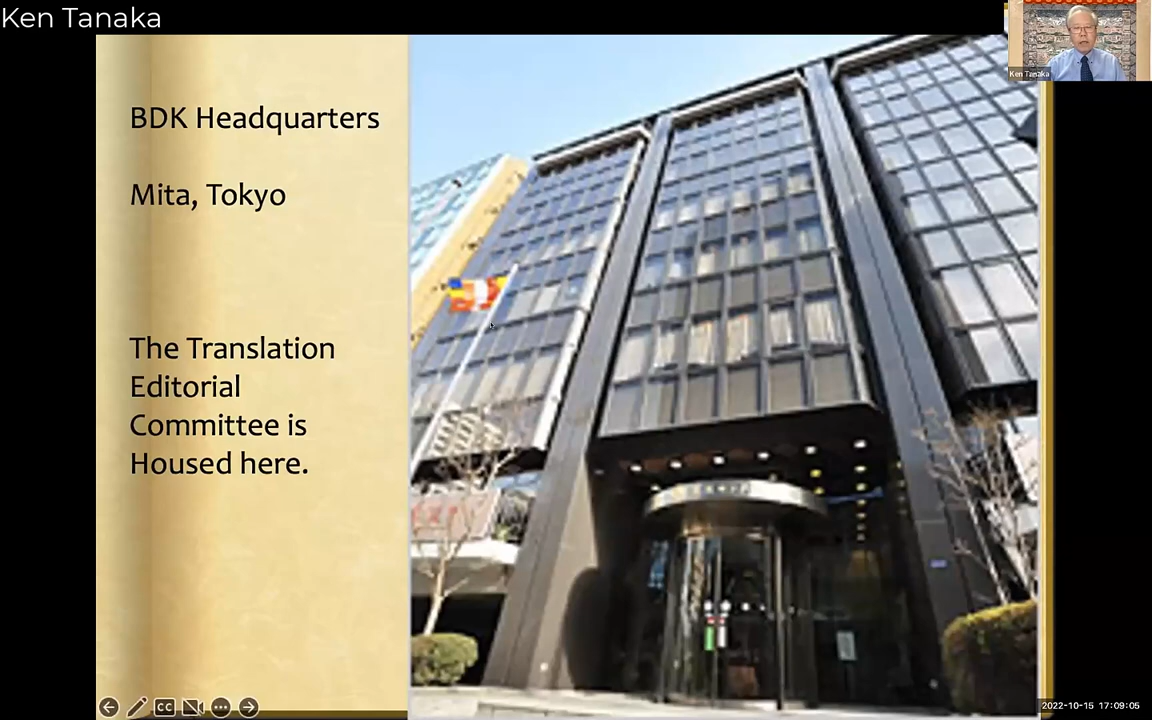 Ken Tanaka
Ken Tanaka
BDK Headquarters
Mita, Tokyo
The Translation
Editorial
Committee is
Housed here.
CC
2022-10-15 17:09:05